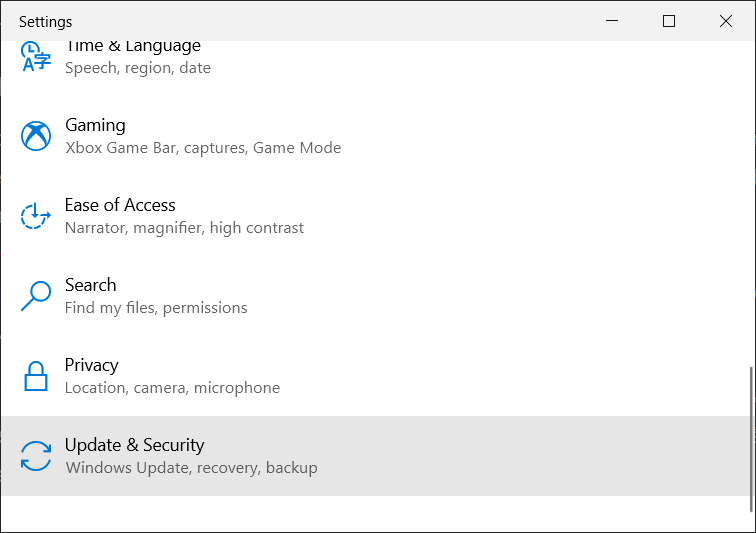 Settings
Time & Language
Speech, region, date
Gaming
Xbox Game Bar, captures, Game Mode
Ease of Access
Narrator, magnifier, high contrast
Search
Find my files, permissions
Privacy
Location, camera, microphone
Update & Security
Windows Update, recovery, backup